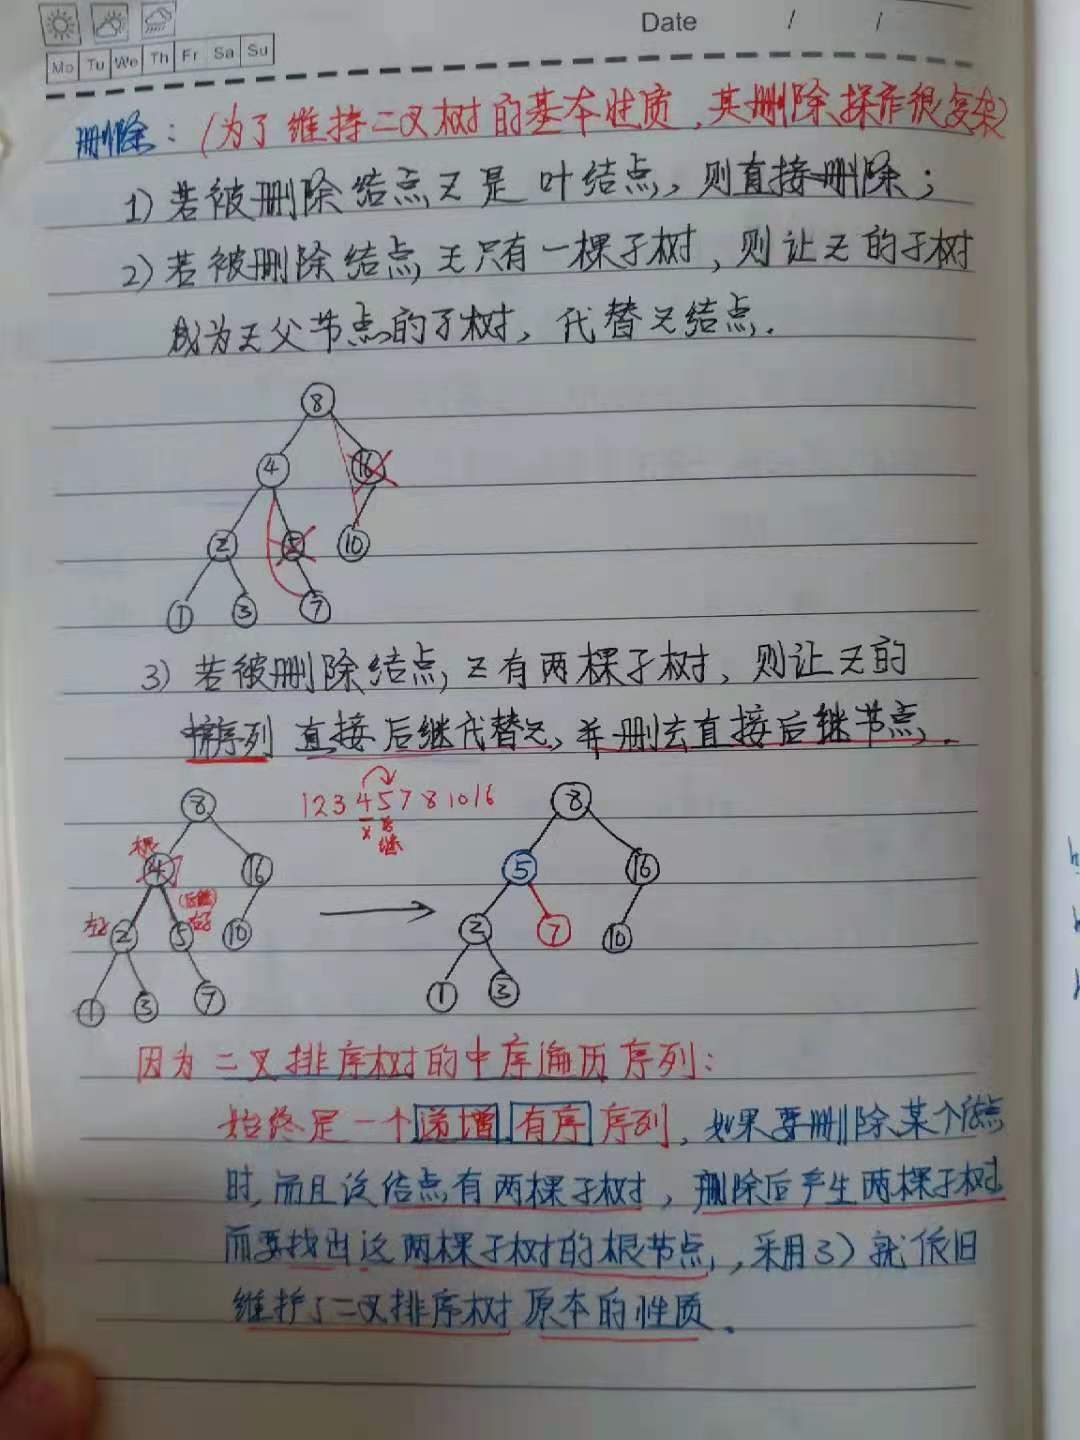 Date / /
Mo Tu We Th Fr Sa Su
删除：(为了维持二叉树的基本性质，其删除操作很复杂)
1) 若被删除结点Z是 叶结点，则直接删除；
2) 若被删除结点Z只有一棵子树，则让Z的子树
成为Z父节点的子树，代替Z结点.
8
4 16
2 5 10
1 3 7
3) 若被删除结点Z有两棵子树，则让Z的
中序序列 直接后继代替Z，并删去直接后继节点.
8 1 2 3 4 5 7 8 10 16 8
x 后
继
根 4 16 5 16
(后继)
左子 2 5 右子 10 2 7 10
1 3 7 1 3
因为二叉排序树的中序遍历序列：
始终是一个递增有序序列，如果要删除某个结点
时，而且该结点有两棵子树，删除后产生两棵子树
而要找出这两棵子树的根节点，采用3）就依旧
维护了二叉排序树原本的性质。